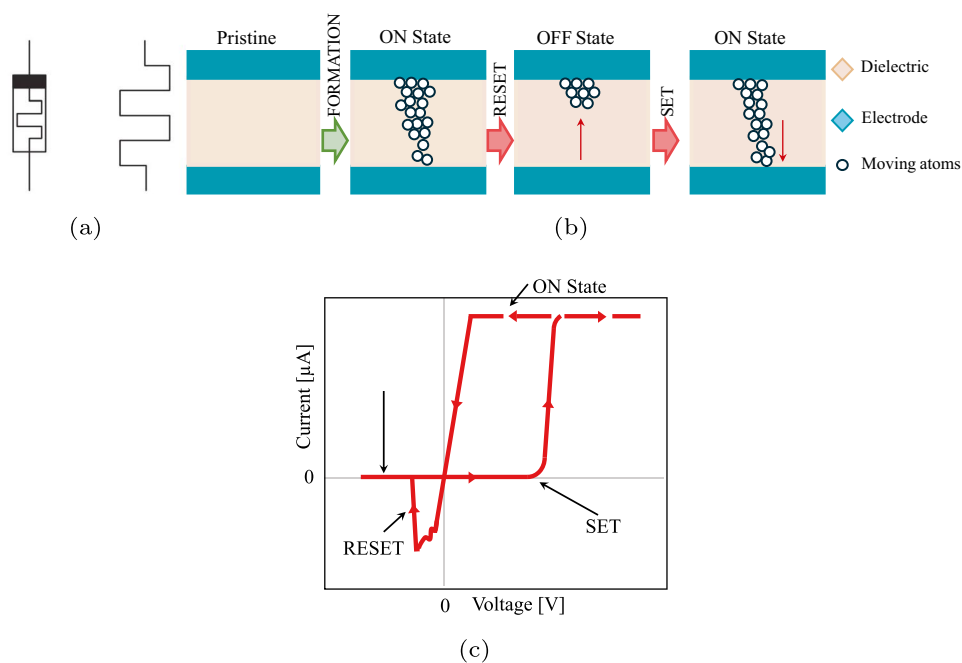 Pristine
FORMATION
ON State
RESET
OFF State
SET
ON State
Dielectric
Electrode
Moving atoms
(a)
(b)
ON State
Current [μA]
0
SET
RESET
0
Voltage [V]
(c)